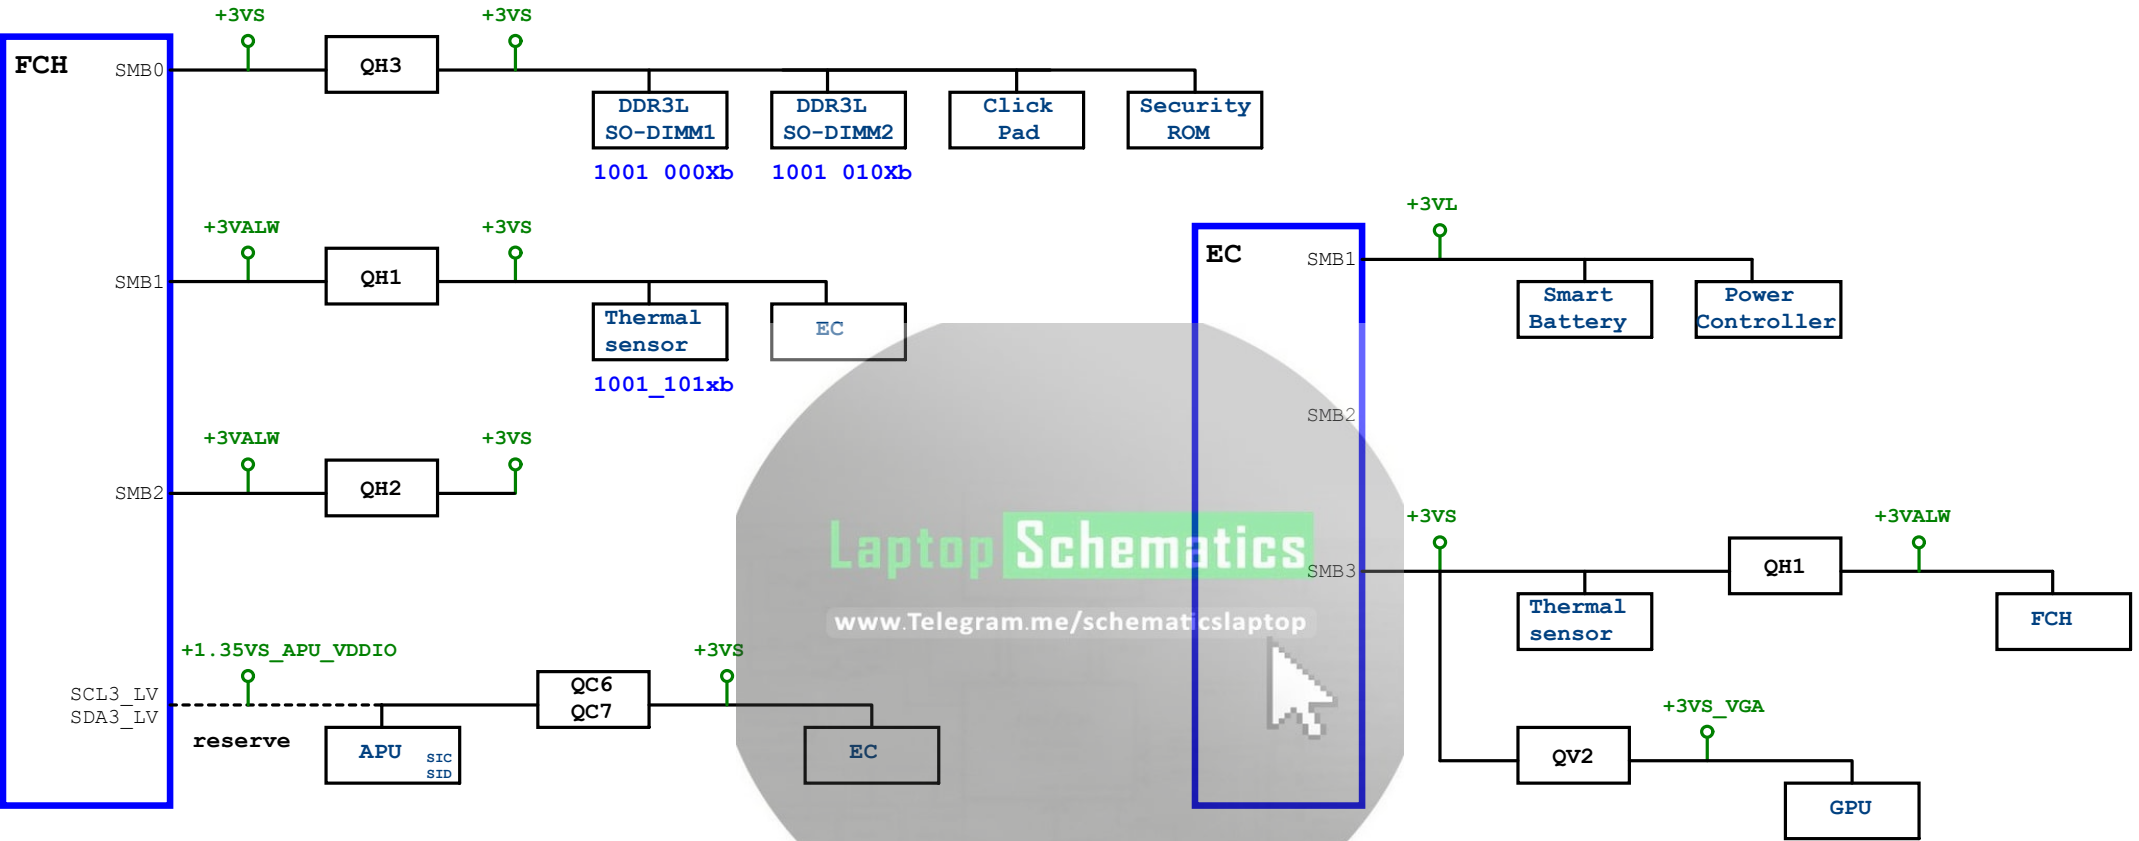 +3VS
+3VS
FCH
SMB0
QH3
DDR3L
SO-DIMM1
DDR3L
SO-DIMM2
Click
Pad
Security
ROM
1001 000Xb
1001 010Xb
+3VALW
+3VS
SMB1
QH1
Thermal
sensor
EC
1001_101xb
+3VALW
+3VS
SMB2
QH2
+1.35VS_APU_VDDIO
+3VS
SCL3_LV
SDA3_LV
reserve
QC6
QC7
APU
SIC
SID
EC
+3VL
EC
SMB1
Smart
Battery
Power
Controller
SMB2
+3VS
+3VALW
SMB3
QH1
Thermal
sensor
FCH
+3VS_VGA
QV2
GPU
Laptop Schematics
www.Telegram.me/schematicslaptop